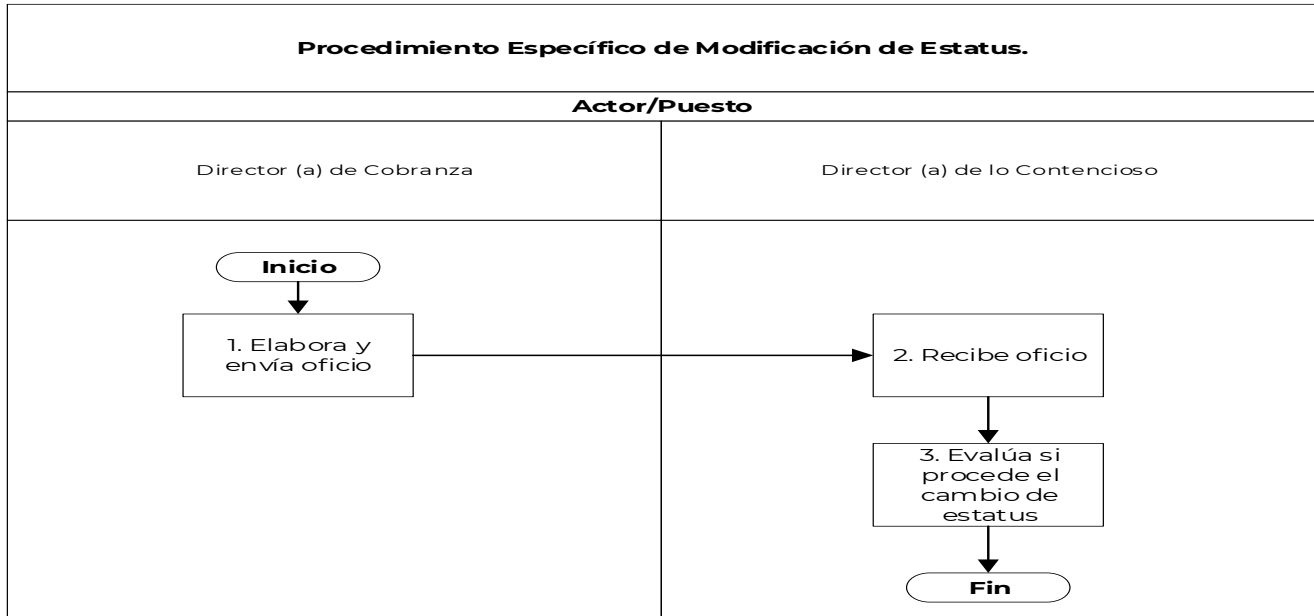 Procedimiento Específico de Modificación de Estatus.
Actor/Puesto
Director (a) de Cobranza
Director (a) de lo Contencioso
Inicio
1. Elabora y
envía oficio
2. Recibe oficio
3. Evalúa si
procede el
cambio de
estatus
Fin